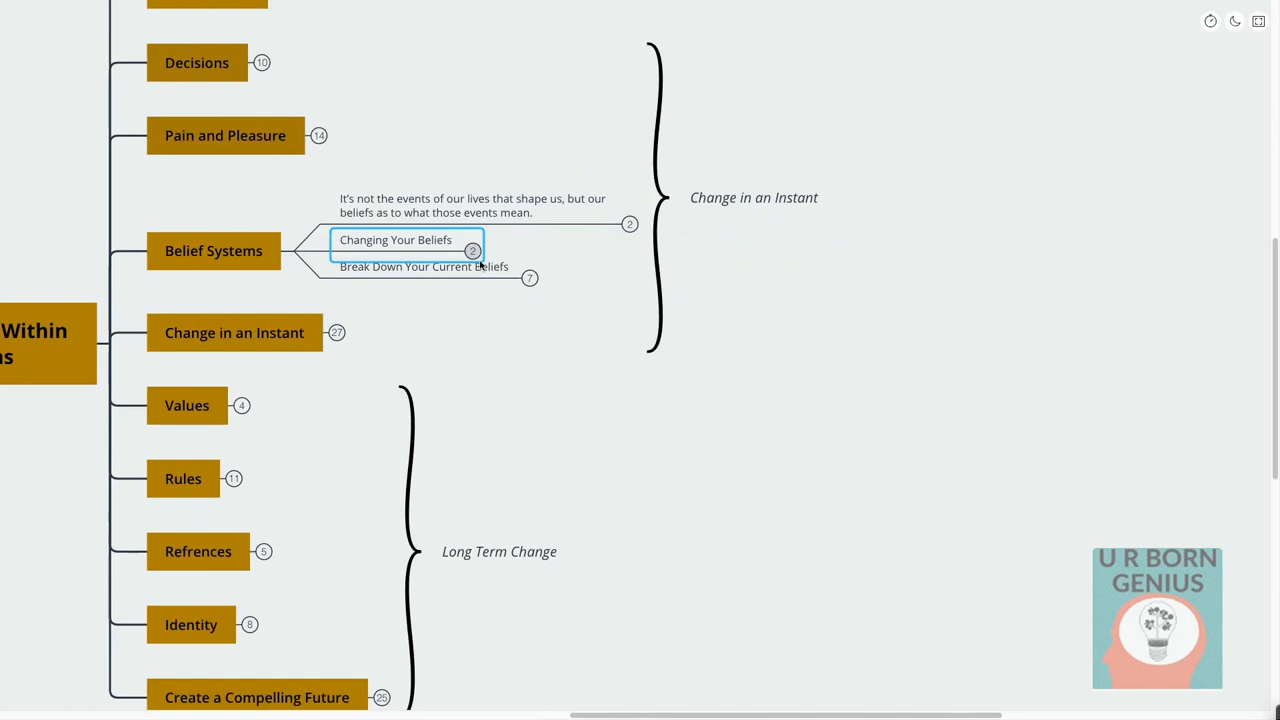 Decisions
10
Pain and Pleasure
14
It's not the events of our lives that shape us, but our
beliefs as to what those events mean.
2
Changing Your Beliefs
2
Belief Systems
Break Down Your Current Beliefs
7
Change in an Instant
Within
Change in an Instant
27
Values
4
Rules
11
Refrences
5
Long Term Change
Identity
8
Create a Compelling Future
25
U R BORN
GENIUS